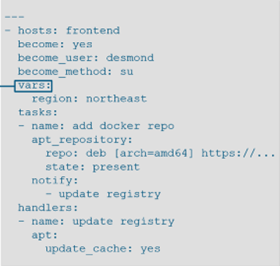 ---
- hosts: frontend
  become: yes
  become_user: desmond
  become_method: su
  vars:
    region: northeast
  tasks:
  - name: add docker repo
    apt_repository:
      repo: deb [arch=amd64] https://...
      state: present
    notify:
      - update registry
  handlers:
  - name: update registry
    apt:
      update_cache: yes